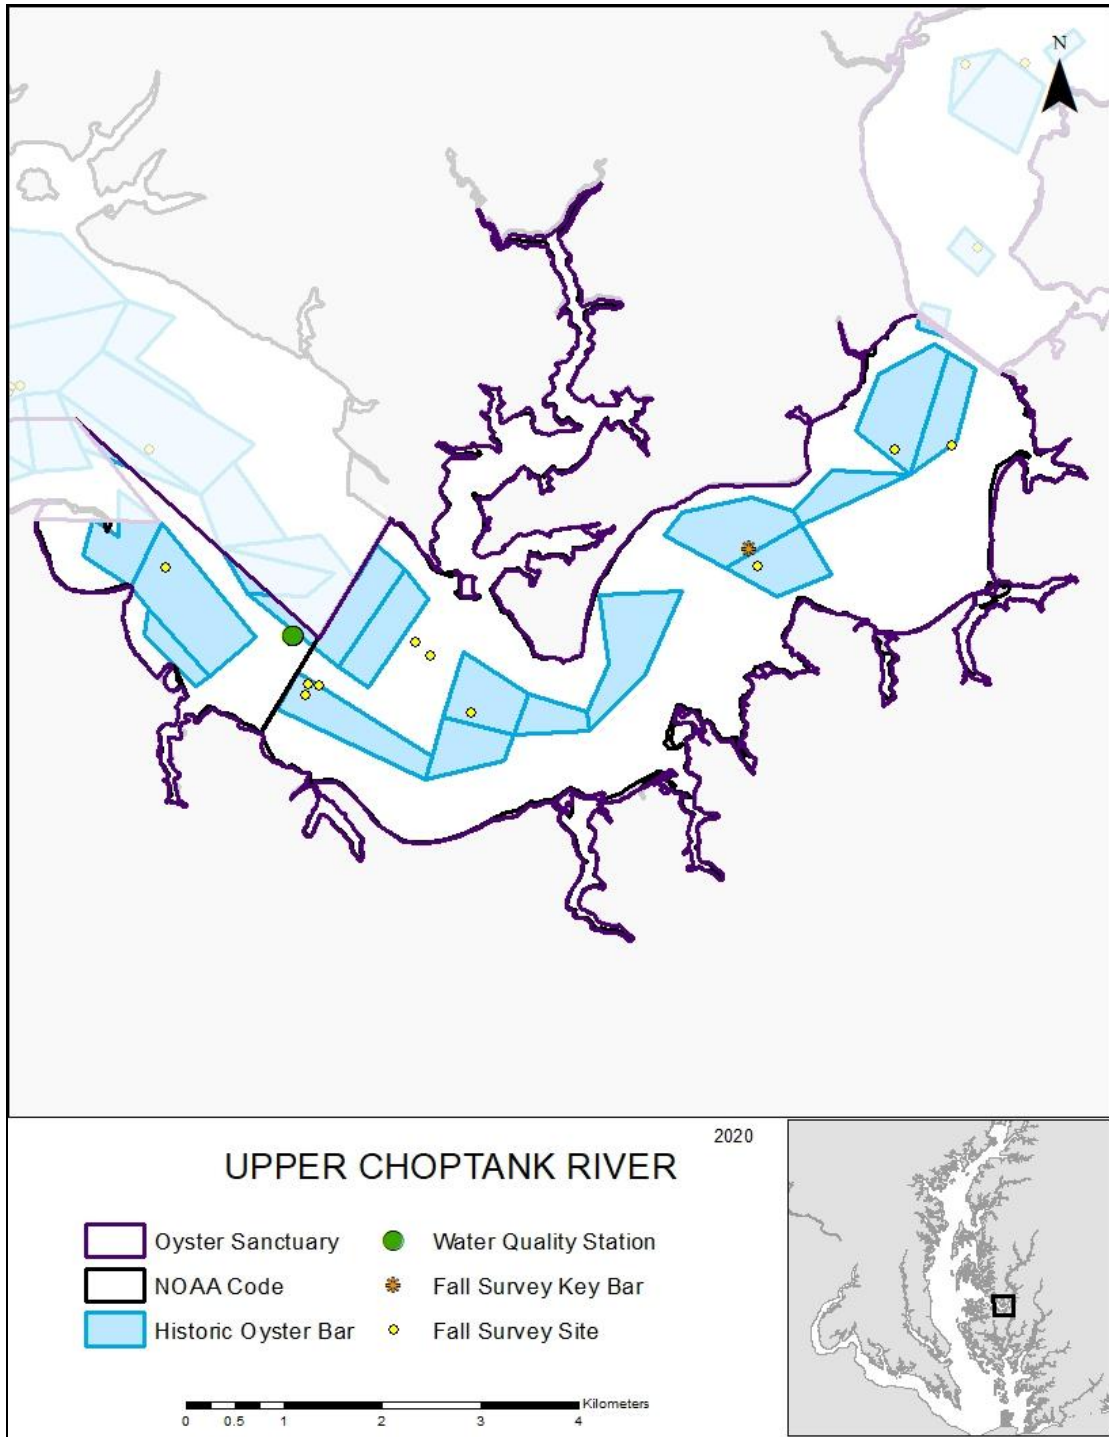 N
2020
UPPER CHOPTANK RIVER
Oyster Sanctuary
Water Quality Station
NOAA Code
Fall Survey Key Bar
Historic Oyster Bar
Fall Survey Site
Kilometers
0 0.5 1 2 3 4